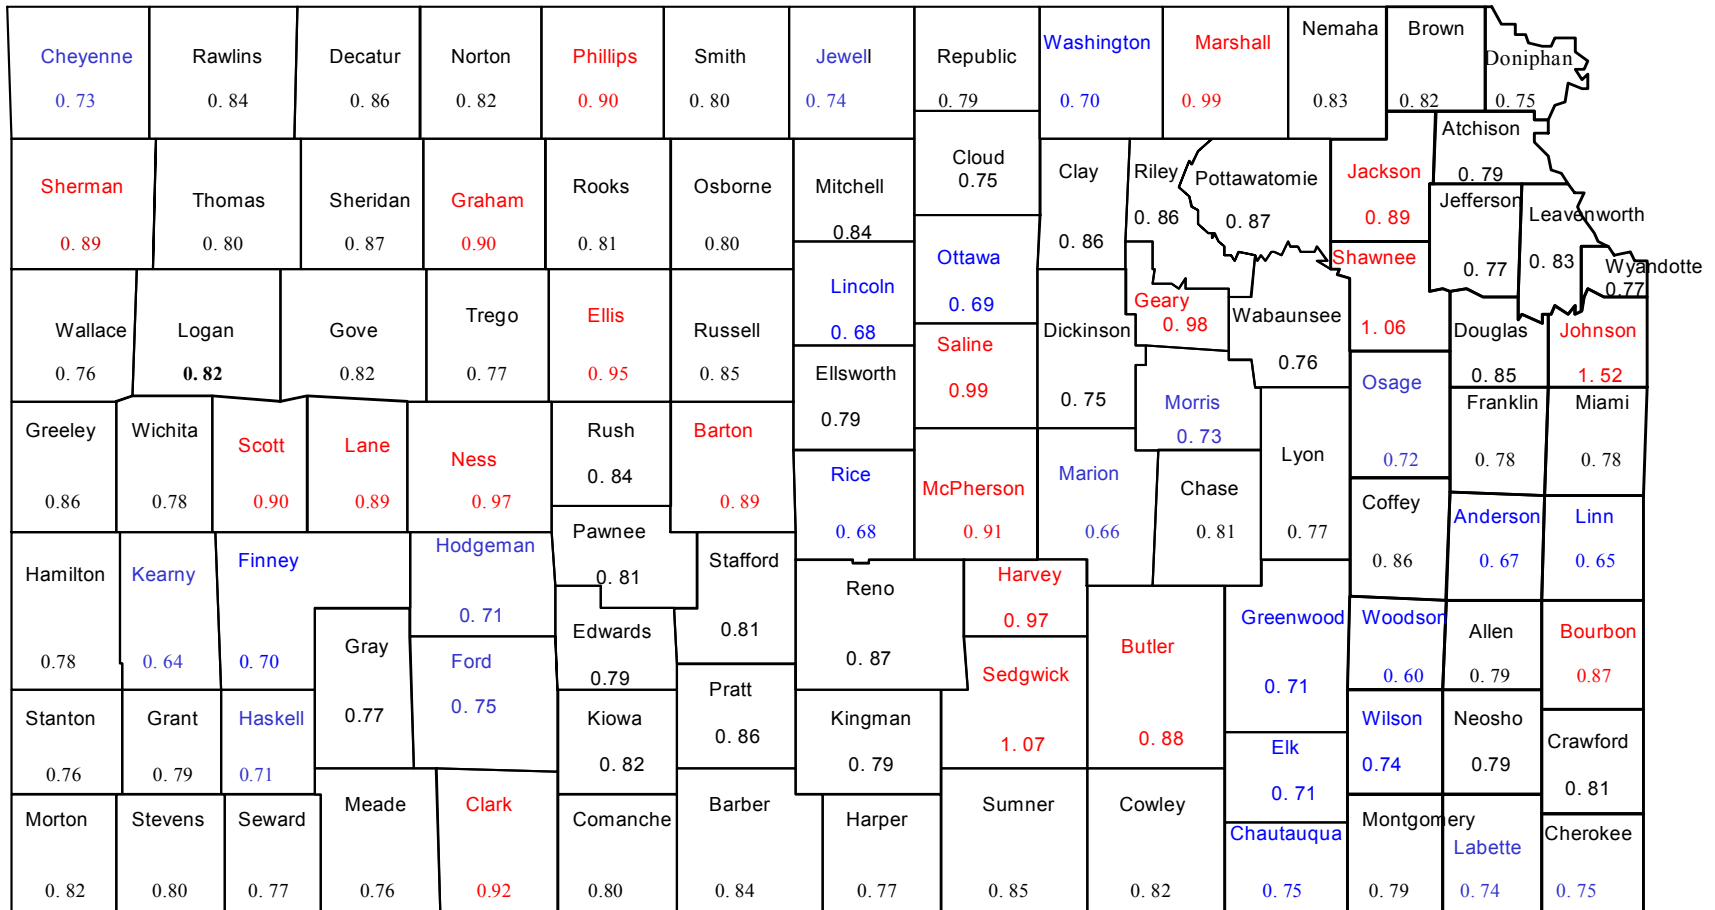 Cheyenne Rawlins Decatur Norton Phillips Smith Jewell Republic Washington Marshall Nemaha Brown Doniphan
0. 73 0. 84 0. 86 0. 82 0. 90 0. 80 0. 74 0. 79 0. 70 0. 99 0.83 0. 82 0. 75
Atchison
0. 79
Sherman Thomas Sheridan Graham Rooks Osborne Mitchell Cloud Clay Riley Pottawatomie Jackson Jefferson Leavenworth
0. 89 0. 80 0. 87 0.90 0. 81 0.80 0.84 0.75 0. 86 0. 86 0. 87 0. 89 0. 77 0. 83
Lincoln Ottawa Shawnee Wyandotte
0. 68 0. 69 1. 06 0.77
Wallace Logan Gove Trego Ellis Russell Ellsworth Saline Dickinson Geary Wabaunsee Douglas Johnson
0. 76 0. 82 0.82 0. 77 0. 95 0. 85 0.79 0.99 0. 75 0. 98 0.76 0. 85 1. 52
Morris Osage Franklin Miami
0. 73 0.72 0. 78 0. 78
Greeley Wichita Scott Lane Ness Rush Barton Rice McPherson Marion Chase Lyon Coffey Anderson Linn
0.86 0.78 0.90 0.89 0. 97 0. 84 0. 89 0. 68 0. 91 0.66 0. 81 0. 77 0. 86 0. 67 0. 65
Hamilton Kearny Finney Hodgeman Pawnee Stafford Reno Harvey
0.78 0. 64 0. 70 0. 71 0. 81 0.81 0. 87 0. 97
Gray Ford Edwards Pratt Sedgwick Butler Greenwood Woodson Allen Bourbon
0.77 0. 75 0.79 0. 86 1. 07 0. 88 0. 71 0. 60 0. 79 0.87
Stanton Grant Haskell Kiowa Kingman Elk Wilson Neosho Crawford
0.76 0. 79 0.71 0. 82 0. 79 0. 71 0.74 0.79 0. 81
Morton Stevens Seward Meade Clark Comanche Barber Harper Sumner Cowley Chautauqua Montgomery Labette Cherokee
0. 82 0.80 0. 77 0.76 0.92 0.80 0. 84 0.77 0.85 0. 82 0. 75 0. 79 0. 74 0. 75